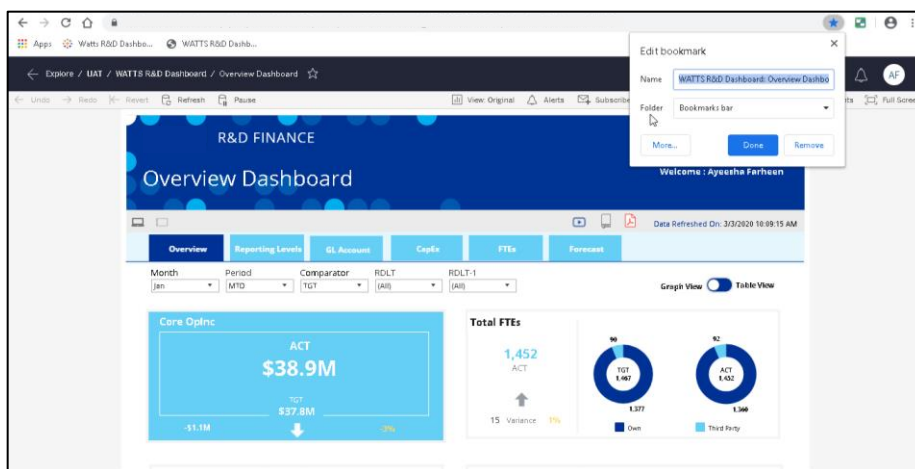 Apps Watts R&D Dashbo... WATTS R&D Dashb...
Edit bookmark
Name WATTS R&D Dashboard: Overview Dashbo
Folder Bookmarks bar
More... Done Remove
Explore / UAT / WATTS R&D Dashboard / Overview Dashboard
AF
Undo Redo Revert Refresh Pause View: Original Alerts Subscribe Full Scree
R&D FINANCE
Overview Dashboard
Welcome : Ayeesha Farheen
Data Refreshed On: 3/3/2020 10:09:15 AM
Overview Reporting Levels GL Account CapEx FTEs Forecast
Month Period Comparator RDLT RDLT-1
Jan MTD TGT (All) (All)
Graph View Table View
Core OpInc
ACT
$38.9M
TGT
$37.8M
-$1.1M -3%
Total FTEs
1,452
ACT
15 Variance 1%
90
TGT
1,467
1,377
92
ACT
1,452
1,360
Own Third Party